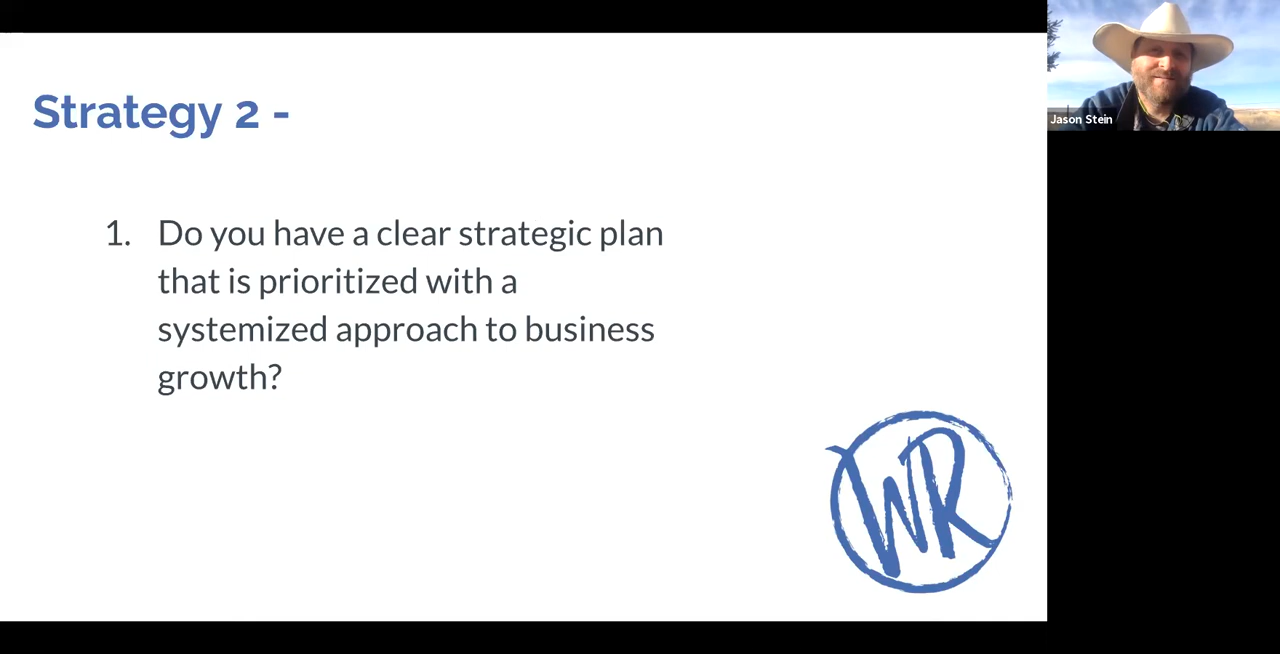 Strategy 2 -
1. Do you have a clear strategic plan
that is prioritized with a
systemized approach to business
growth?
WR
Jason Stein